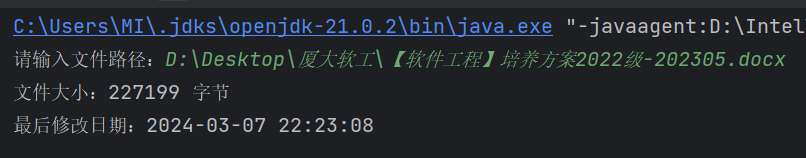 C:\Users\MI\.jdks\openjdk-21.0.2\bin\java.exe "-javaagent:D:\Intel
请输入文件路径：D:\Desktop\厦大软工\【软件工程】培养方案2022级-202305.docx
文件大小：227199 字节
最后修改日期：2024-03-07 22:23:08